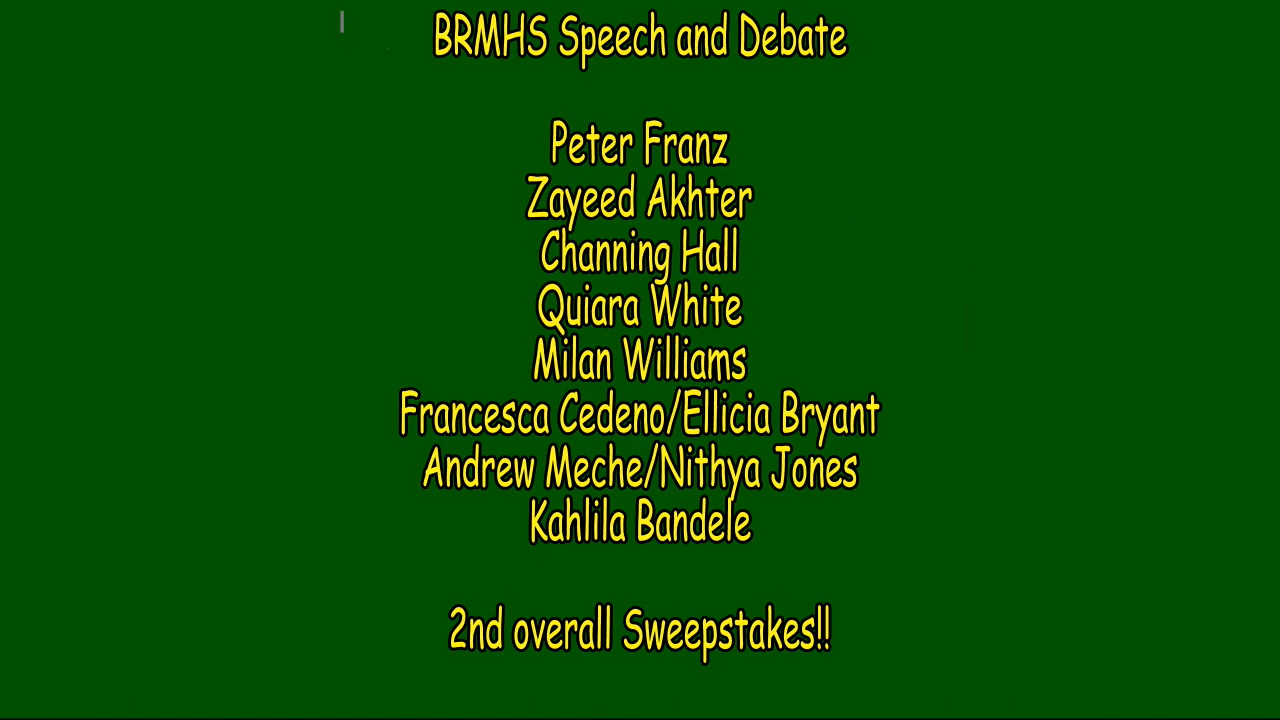 BRMHS Speech and Debate
Peter Franz
Zayeed Akhter
Channing Hall
Quiara White
Milan Williams
Francesca Cedeno/Ellicia Bryant
Andrew Meche/Nithya Jones
Kahlila Bandele
2nd overall Sweepstakes!!